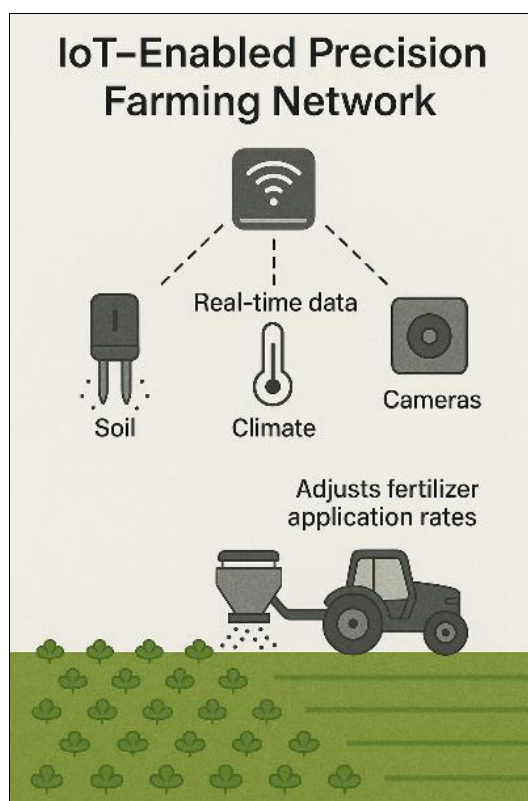 IoT–Enabled Precision
Farming Network
Real-time data
Soil
Climate
Cameras
Adjusts fertilizer
application rates